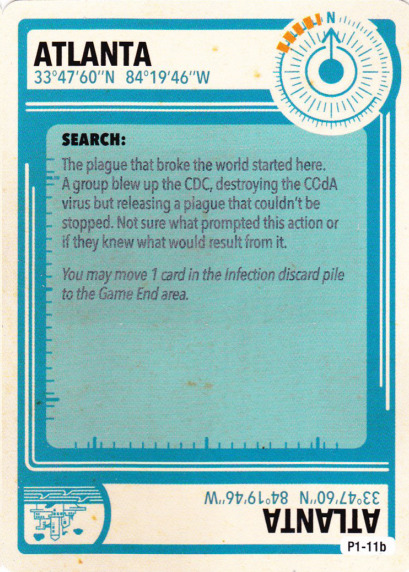 ATLANTA
33°47'60"N 84°19'46"W
N
SEARCH:
The plague that broke the world started here.
A group blew up the CDC, destroying the COdA
virus but releasing a plague that couldn't be
stopped. Not sure what prompted this action or
if they knew what would result from it.
You may move 1 card in the Infection discard pile
to the Game End area.
33°47'60"N 84°19'46"W
ATLANTA
P1-11b